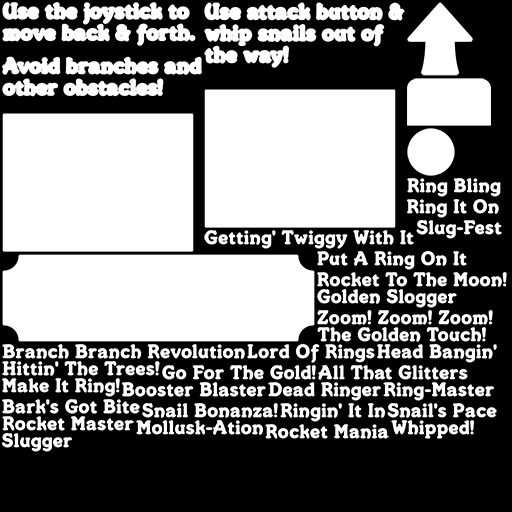 Use the joystick to
move back & forth.
Avoid branches and
other obstacles!
Use attack button &
whip snails out of
the way!
Ring Bling
Ring It On
Slug-Fest
Getting' Twiggy With It
Put A Ring On It
Rocket To The Moon!
Golden Slogger
Zoom! Zoom! Zoom!
The Golden Touch!
Branch Branch Revolution
Lord Of Rings
Head Bangin'
Hittin' The Trees!
Go For The Gold!
All That Glitters
Make It Ring!
Booster Blaster
Dead Ringer
Ring-Master
Bark's Got Bite
Snail Bonanza!
Ringin' It In
Snail's Pace
Rocket Master
Mollusk-Ation
Rocket Mania
Whipped!
Slugger